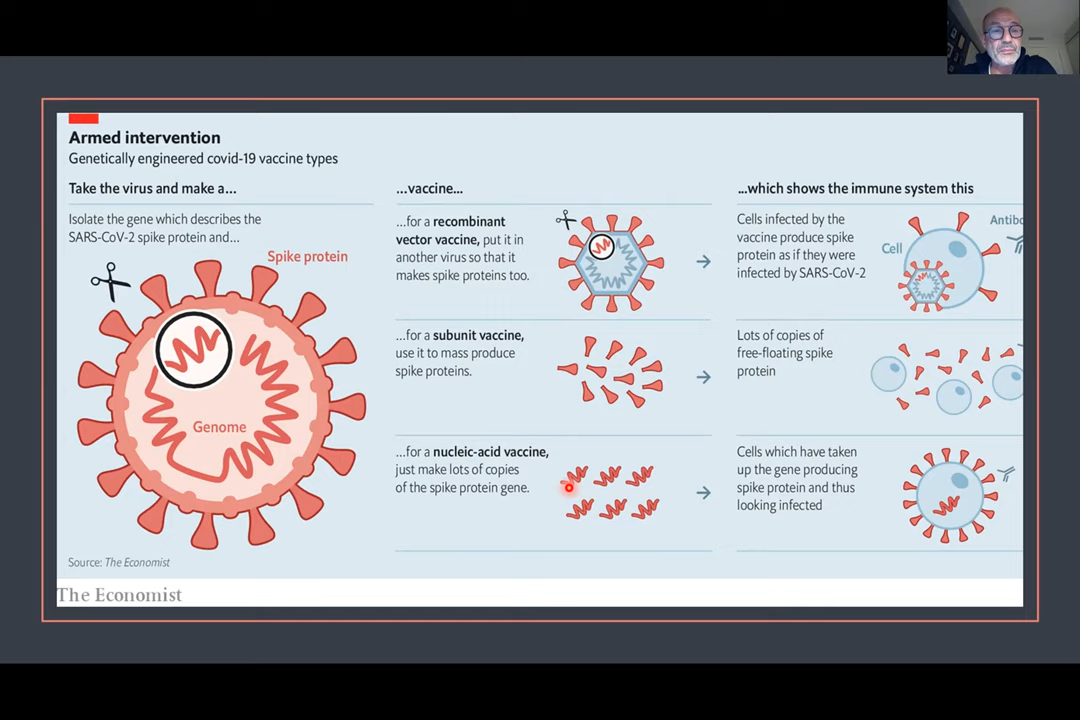 Armed intervention
Genetically engineered covid-19 vaccine types
Take the virus and make a...
Isolate the gene which describes the
SARS-CoV-2 spike protein and...
Spike protein
Genome
...vaccine...
...for a recombinant
vector vaccine, put it in
another virus so that it
makes spike proteins too.
...for a subunit vaccine,
use it to mass produce
spike proteins.
...for a nucleic-acid vaccine,
just make lots of copies
of the spike protein gene.
...which shows the immune system this
Cells infected by the
vaccine produce spike
protein as if they were
infected by SARS-CoV-2
Cell
Antibo
Lots of copies of
free-floating spike
protein
Cells which have taken
up the gene producing
spike protein and thus
looking infected
Source: The Economist
The Economist